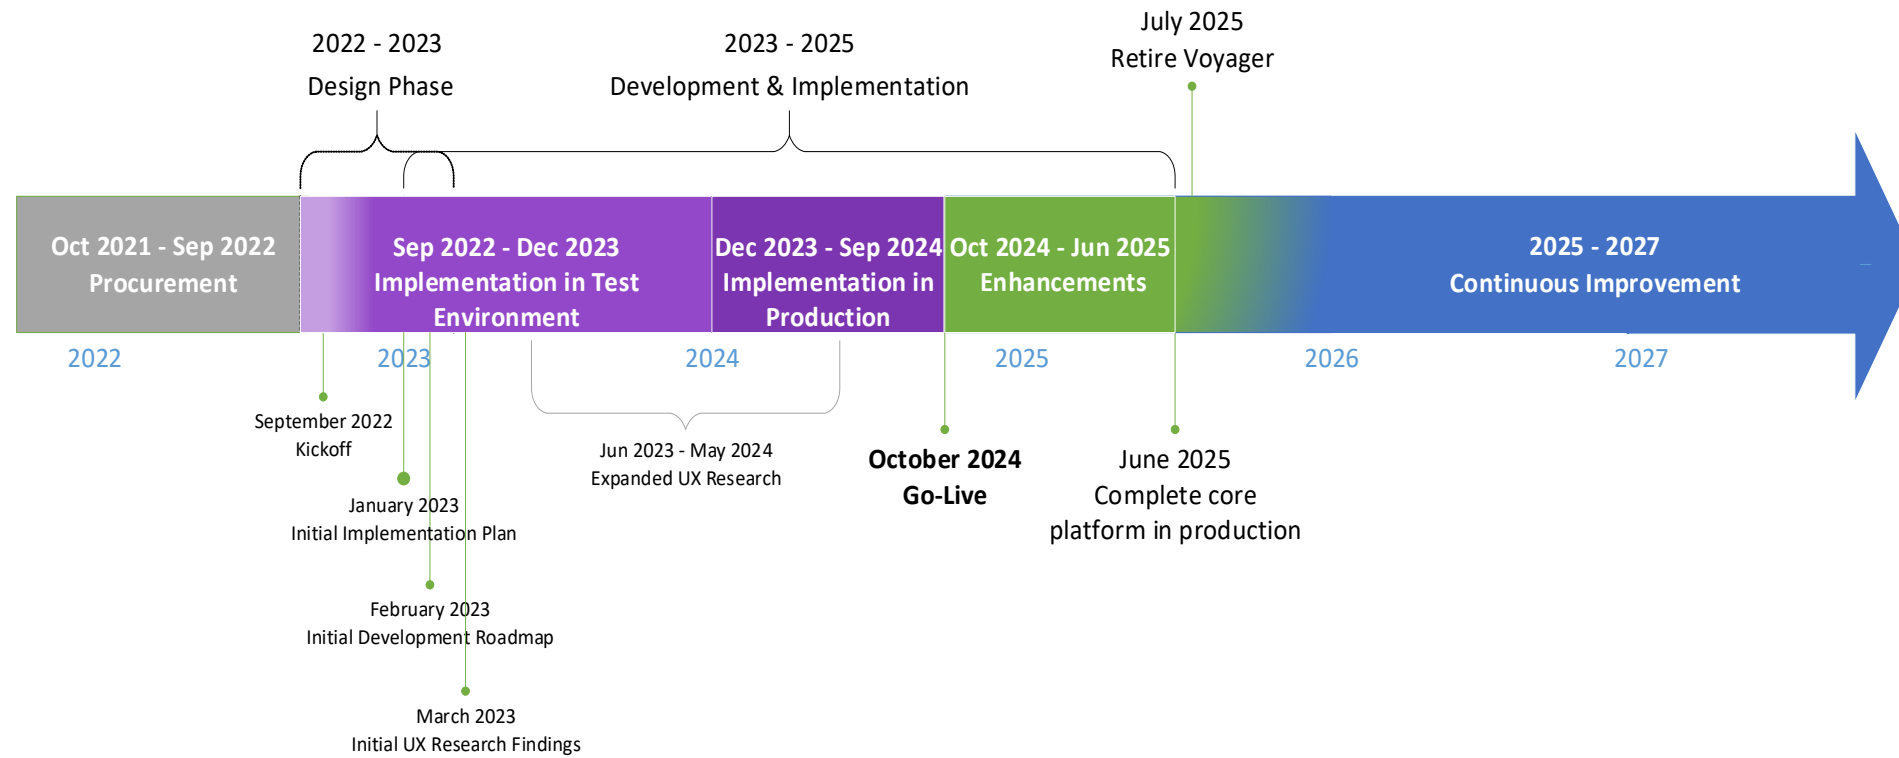 2022 - 2023
Design Phase
2023 - 2025
Development & Implementation
July 2025
Retire Voyager
Oct 2021 - Sep 2022
Procurement
Sep 2022 - Dec 2023
Implementation in Test
Environment
Dec 2023 - Sep 2024
Implementation in
Production
Oct 2024 - Jun 2025
Enhancements
2025 - 2027
Continuous Improvement
2022
2023
2024
2025
2026
2027
September 2022
Kickoff
January 2023
Initial Implementation Plan
February 2023
Initial Development Roadmap
March 2023
Initial UX Research Findings
Jun 2023 - May 2024
Expanded UX Research
October 2024
Go-Live
June 2025
Complete core
platform in production